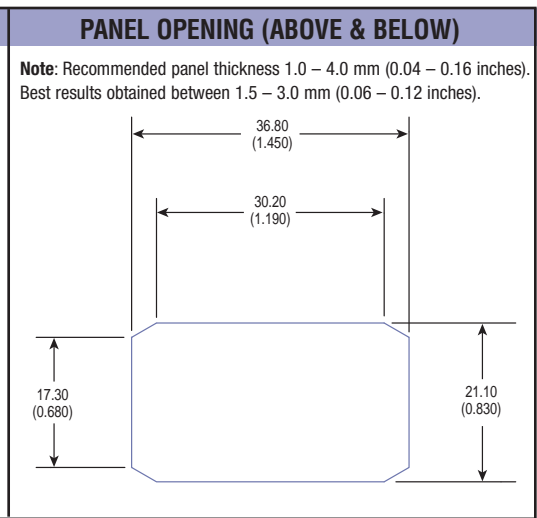 PANEL OPENING (ABOVE & BELOW)
Note: Recommended panel thickness 1.0 – 4.0 mm (0.04 – 0.16 inches).
Best results obtained between 1.5 – 3.0 mm (0.06 – 0.12 inches).
36.80
(1.450)
30.20
(1.190)
17.30
(0.680)
21.10
(0.830)